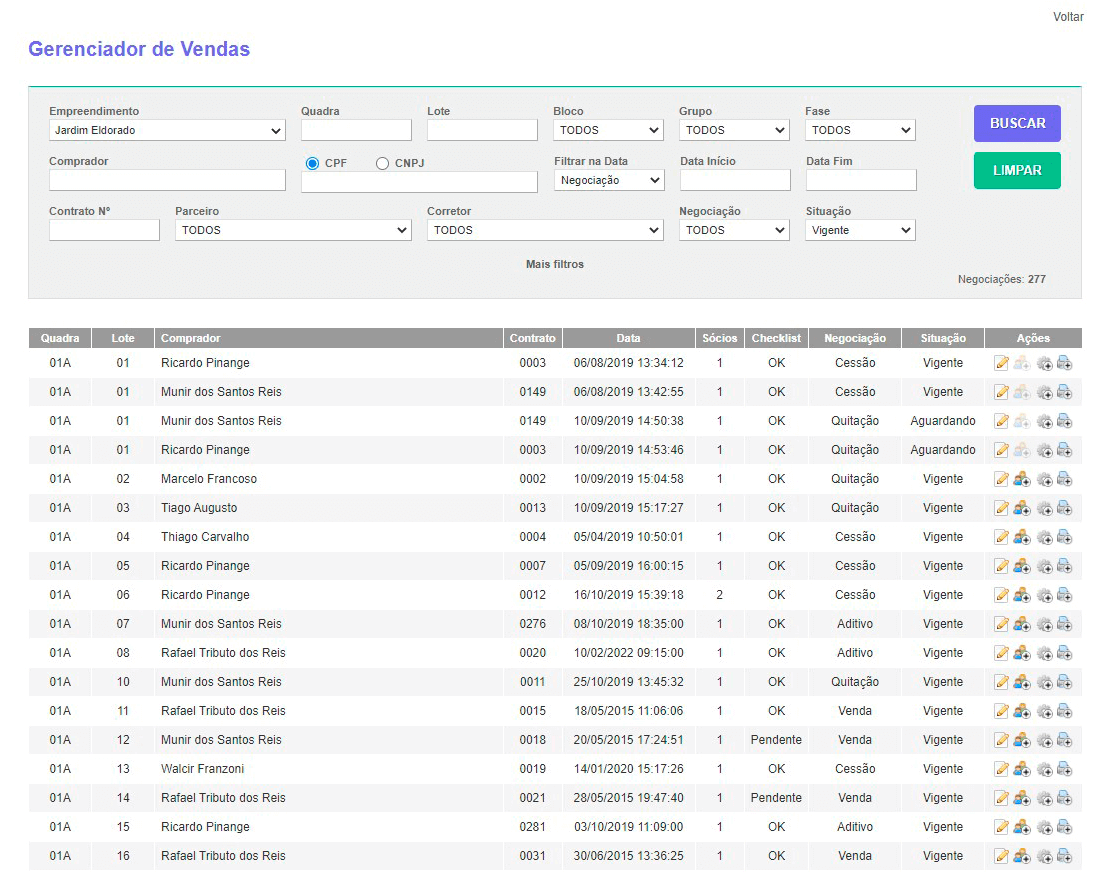 Voltar
Gerenciador de Vendas
Empreendimento Quadra Lote Bloco Grupo Fase
Jardim Eldorado TODOS TODOS TODOS BUSCAR
Comprador CPF CNPJ Filtrar na Data Data Início Data Fim
Negociação LIMPAR
Contrato Nº Parceiro Corretor Negociação Situação
TODOS TODOS TODOS Vigente
Mais filtros
Negociações: 277
Quadra Lote Comprador Contrato Data Sócios Checklist Negociação Situação Ações
01A 01 Ricardo Pinange 0003 06/08/2019 13:34:12 1 OK Cessão Vigente
01A 01 Munir dos Santos Reis 0149 06/08/2019 13:42:55 1 OK Cessão Vigente
01A 01 Munir dos Santos Reis 0149 10/09/2019 14:50:38 1 OK Quitação Aguardando
01A 01 Ricardo Pinange 0003 10/09/2019 14:53:46 1 OK Quitação Aguardando
01A 02 Marcelo Francoso 0002 10/09/2019 15:04:58 1 OK Quitação Vigente
01A 03 Tiago Augusto 0013 10/09/2019 15:17:27 1 OK Quitação Vigente
01A 04 Thiago Carvalho 0004 05/04/2019 10:50:01 1 OK Cessão Vigente
01A 05 Ricardo Pinange 0007 05/09/2019 16:00:15 1 OK Cessão Vigente
01A 06 Ricardo Pinange 0012 16/10/2019 15:39:18 2 OK Cessão Vigente
01A 07 Munir dos Santos Reis 0276 08/10/2019 18:35:00 1 OK Aditivo Vigente
01A 08 Rafael Tributo dos Reis 0020 10/02/2022 09:15:00 1 OK Aditivo Vigente
01A 10 Munir dos Santos Reis 0011 25/10/2019 13:45:32 1 OK Quitação Vigente
01A 11 Rafael Tributo dos Reis 0015 18/05/2015 11:06:06 1 OK Venda Vigente
01A 12 Munir dos Santos Reis 0018 20/05/2015 17:24:51 1 Pendente Venda Vigente
01A 13 Walcir Franzoni 0019 14/01/2020 15:17:26 1 OK Cessão Vigente
01A 14 Rafael Tributo dos Reis 0021 28/05/2015 19:47:40 1 Pendente Venda Vigente
01A 15 Ricardo Pinange 0281 03/10/2019 11:09:00 1 OK Aditivo Vigente
01A 16 Rafael Tributo dos Reis 0031 30/06/2015 13:36:25 1 OK Venda Vigente